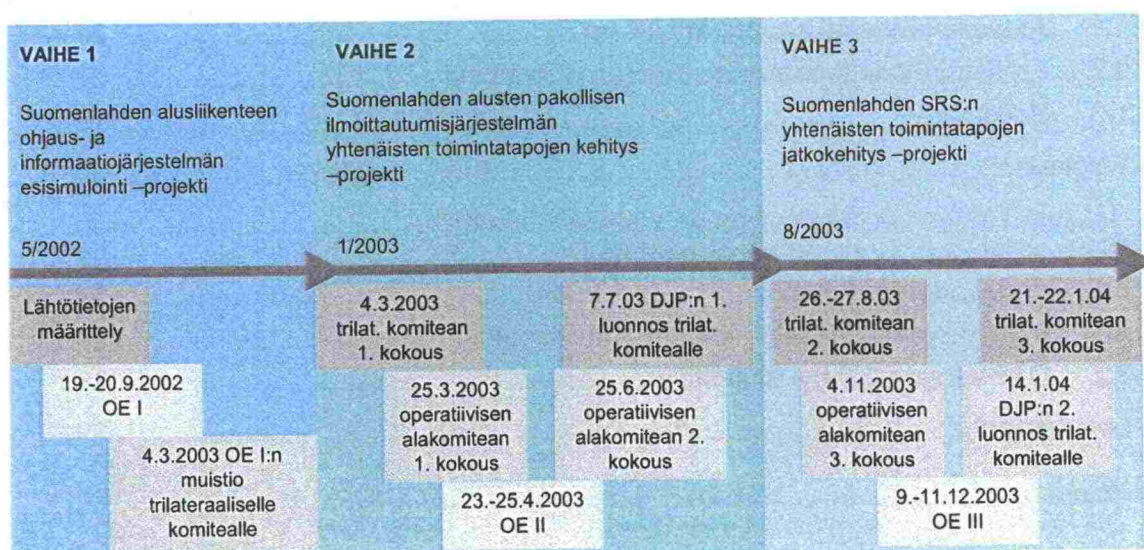 VAIHE 1
Suomenlahden alusliikenteen
ohjaus- ja
informaatiojärjestelmän
esisimulointi –projekti
5/2002
Lähtötietojen
määrittely
19.-20.9.2002
OE I
4.3.2003 OE I:n
muistio
trilateraaliselle
komitealle
VAIHE 2
Suomenlahden alusten pakollisen
ilmoittautumisjärjestelmän
yhtenäisten toimintatapojen kehitys
–projekti
1/2003
4.3.2003
trilat. komitean
1. kokous
7.7.03 DJP:n 1.
luonnos trilat.
komitealle
25.3.2003
operatiivisen
alakomitean
1. kokous
25.6.2003
operatiivisen
alakomitean 2.
kokous
23.-25.4.2003
OE II
VAIHE 3
Suomenlahden SRS:n
yhtenäisten toimintatapojen
jatkokehitys –projekti
8/2003
26.-27.8.03
trilat. komitean
2. kokous
21.-22.1.04
trilat. komitean
3. kokous
4.11.2003
operatiivisen
alakomitean
3. kokous
14.1.04
DJP:n 2.
luonnos trilat.
komitealle
9.-11.12.2003
OE III